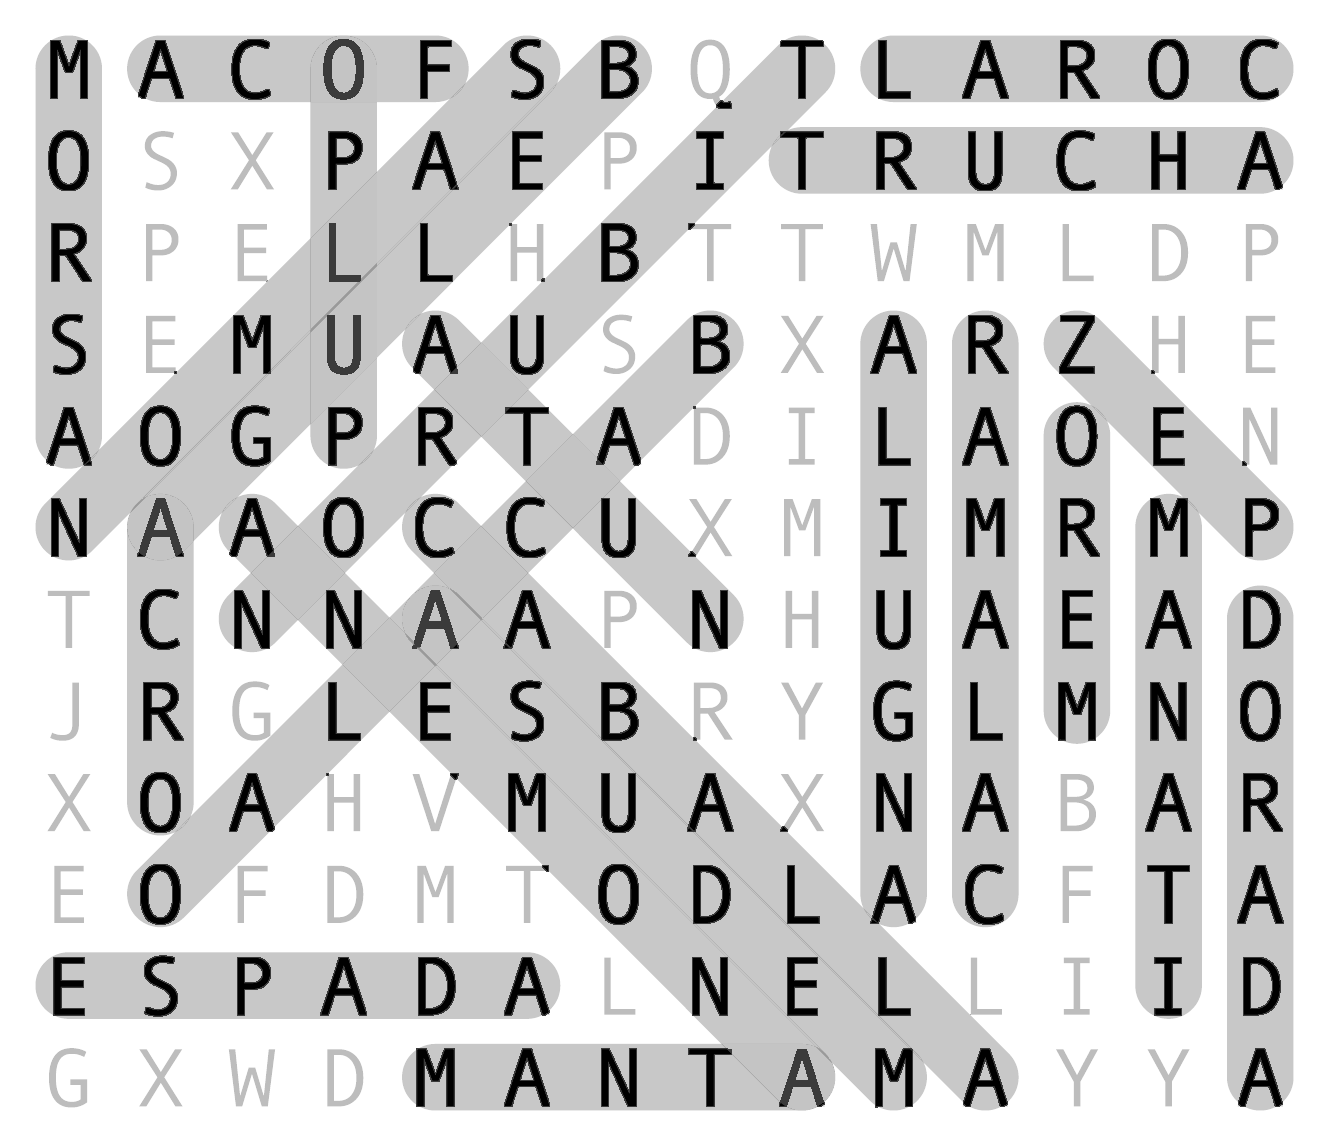 M A C O F S B Q T L A R O C
O S X P A E P I T R U C H A
R P E L L H B T T W M L D P
S E M U A U S B X A R Z H E
A O G P R T A D I L A O E N
N A A O C C U X M I M R M P
T C N N A A P N H U A E A D
J R G L E S B R Y G L M N O
X O A H V M U A X N A B A R
E O F D M T O D L A C F T A
E S P A D A L N E L L I I D
G X W D M A N T A M A Y Y A